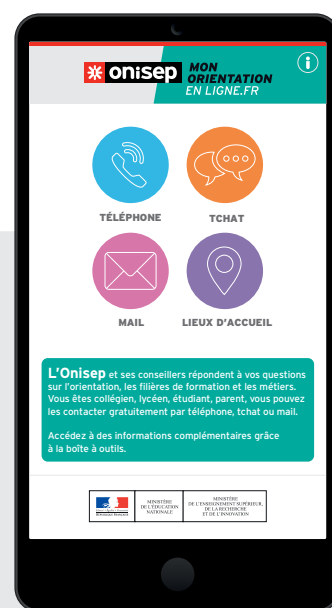 onisep
MON
ORIENTATION
EN LIGNE.FR
i
TÉLÉPHONE
TCHAT
MAIL
LIEUX D'ACCUEIL
L'Onisep et ses conseillers répondent à vos questions
sur l'orientation, les filières de formation et les métiers.
Vous êtes collégien, lycéen, étudiant, parent, vous pouvez
les contacter gratuitement par téléphone, tchat ou mail.
Accédez à des informations complémentaires grâce
à la boîte à outils.
MINISTÈRE
DE L'ÉDUCATION
NATIONALE
MINISTÈRE
DE L'ENSEIGNEMENT SUPÉRIEUR,
DE LA RECHERCHE
ET DE L'INNOVATION